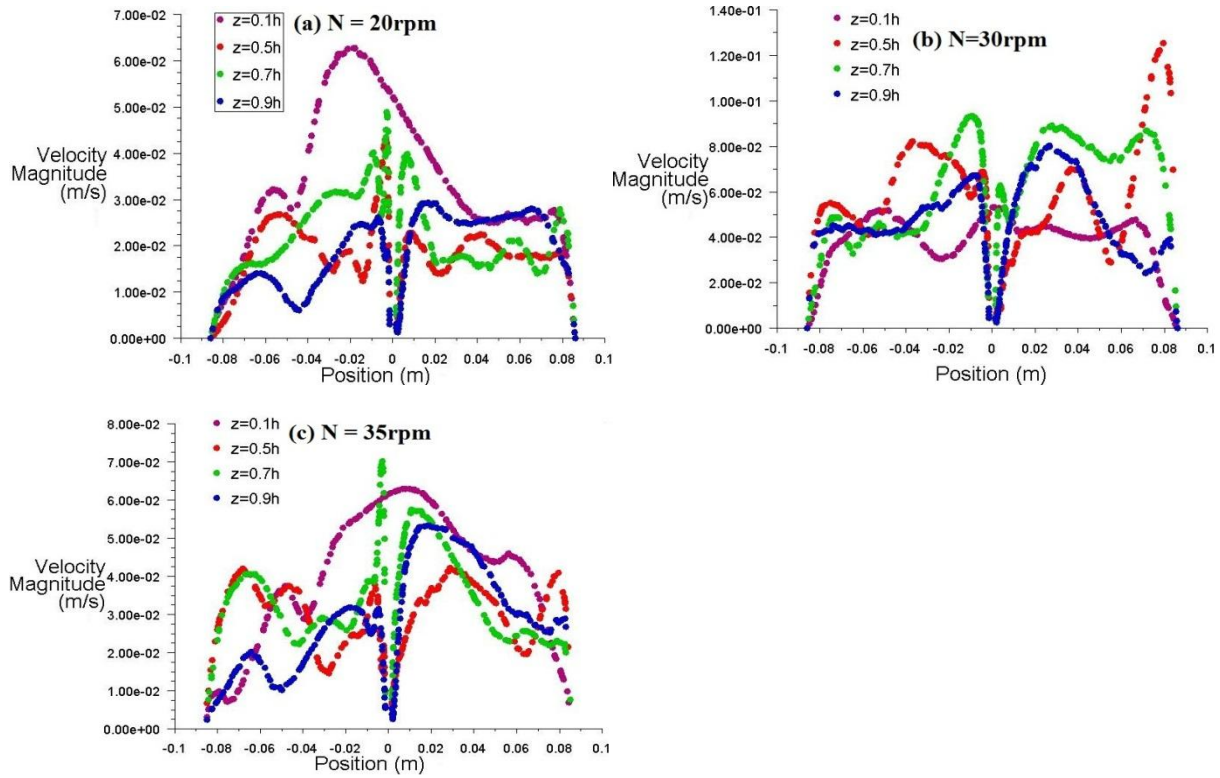 (a) N = 20rpm
z=0.1h
z=0.5h
z=0.7h
z=0.9h
7.00e-02
6.00e-02
5.00e-02
4.00e-02
3.00e-02
2.00e-02
1.00e-02
0.00e+00
Velocity
Magnitude
(m/s)
-0.1 -0.08 -0.06 -0.04 -0.02 0 0.02 0.04 0.06 0.08 0.1
Position (m)
(b) N=30rpm
z=0.1h
z=0.5h
z=0.7h
z=0.9h
1.40e-01
1.20e-01
1.00e-01
8.00e-02
6.00e-02
4.00e-02
2.00e-02
0.00e+00
Velocity
Magnitude
(m/s)
-0.1 -0.08 -0.06 -0.04 -0.02 0 0.02 0.04 0.06 0.08 0.1
Position (m)
(c) N = 35rpm
z=0.1h
z=0.5h
z=0.7h
z=0.9h
8.00e-02
7.00e-02
6.00e-02
5.00e-02
4.00e-02
3.00e-02
2.00e-02
1.00e-02
0.00e+00
Velocity
Magnitude
(m/s)
-0.1 -0.08 -0.06 -0.04 -0.02 0 0.02 0.04 0.06 0.08 0.1
Position (m)